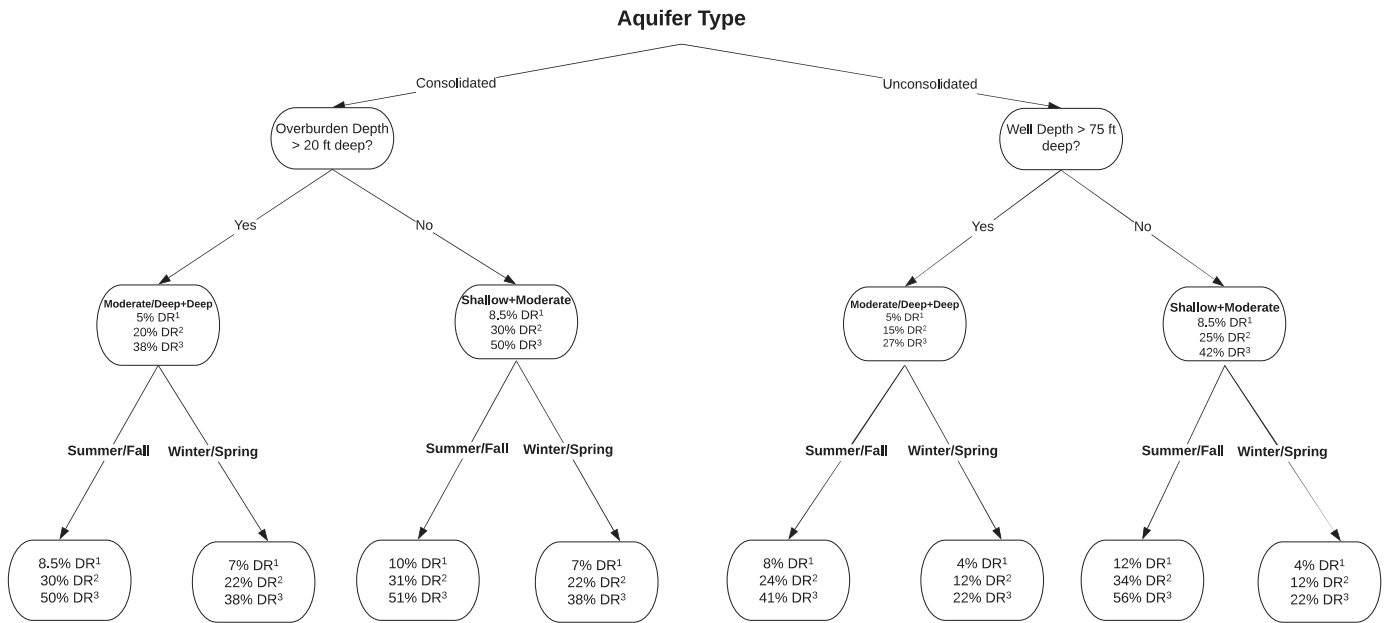 Aquifer Type
Consolidated
Unconsolidated
Overburden Depth
> 20 ft deep?
Well Depth > 75 ft
deep?
Yes
No
Yes
No
Moderate/Deep+Deep
5% DR¹
20% DR²
38% DR³
Shallow+Moderate
8.5% DR¹
30% DR²
50% DR³
Moderate/Deep+Deep
5% DR¹
15% DR²
27% DR³
Shallow+Moderate
8.5% DR¹
25% DR²
42% DR³
Summer/Fall
Winter/Spring
Summer/Fall
Winter/Spring
Summer/Fall
Winter/Spring
Summer/Fall
Winter/Spring
8.5% DR¹
30% DR²
50% DR³
7% DR¹
22% DR²
38% DR³
10% DR¹
31% DR²
51% DR³
7% DR¹
22% DR²
38% DR³
8% DR¹
24% DR²
41% DR³
4% DR¹
12% DR²
22% DR³
12% DR¹
34% DR²
56% DR³
4% DR¹
12% DR²
22% DR³